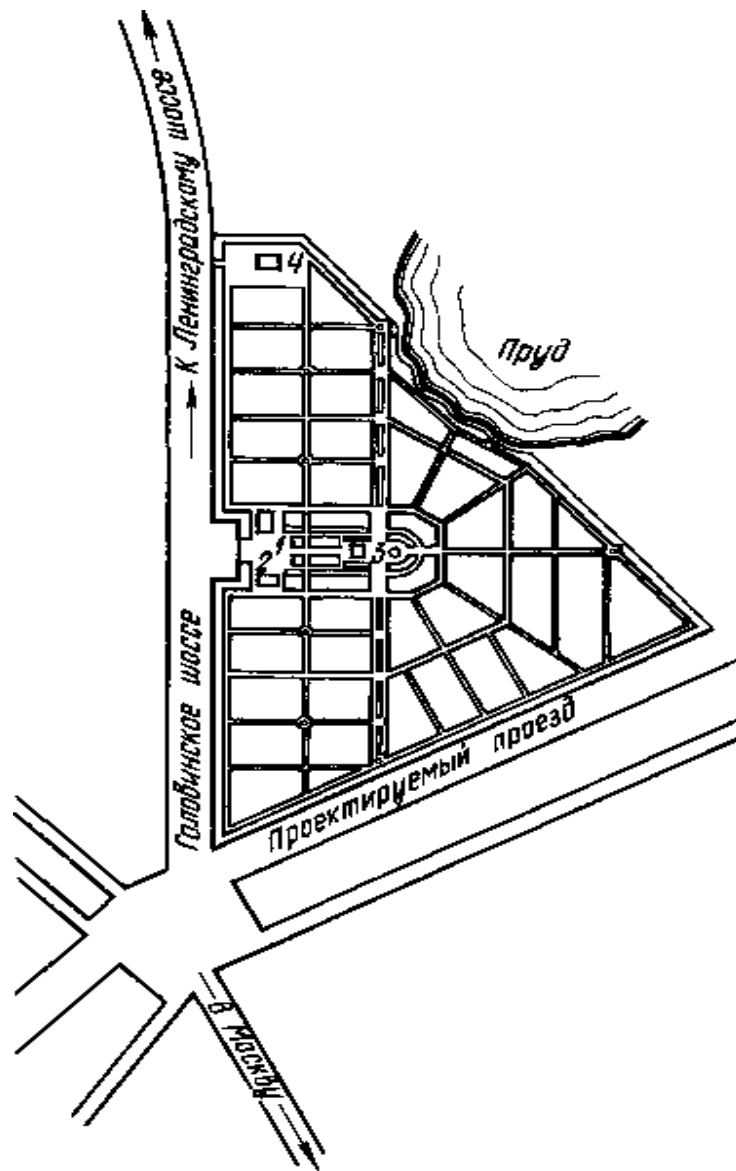 К Ленинградскому шоссе
4
Пруд
1
2
3
Головинское шоссе
Проектируемый проезд
В Москву